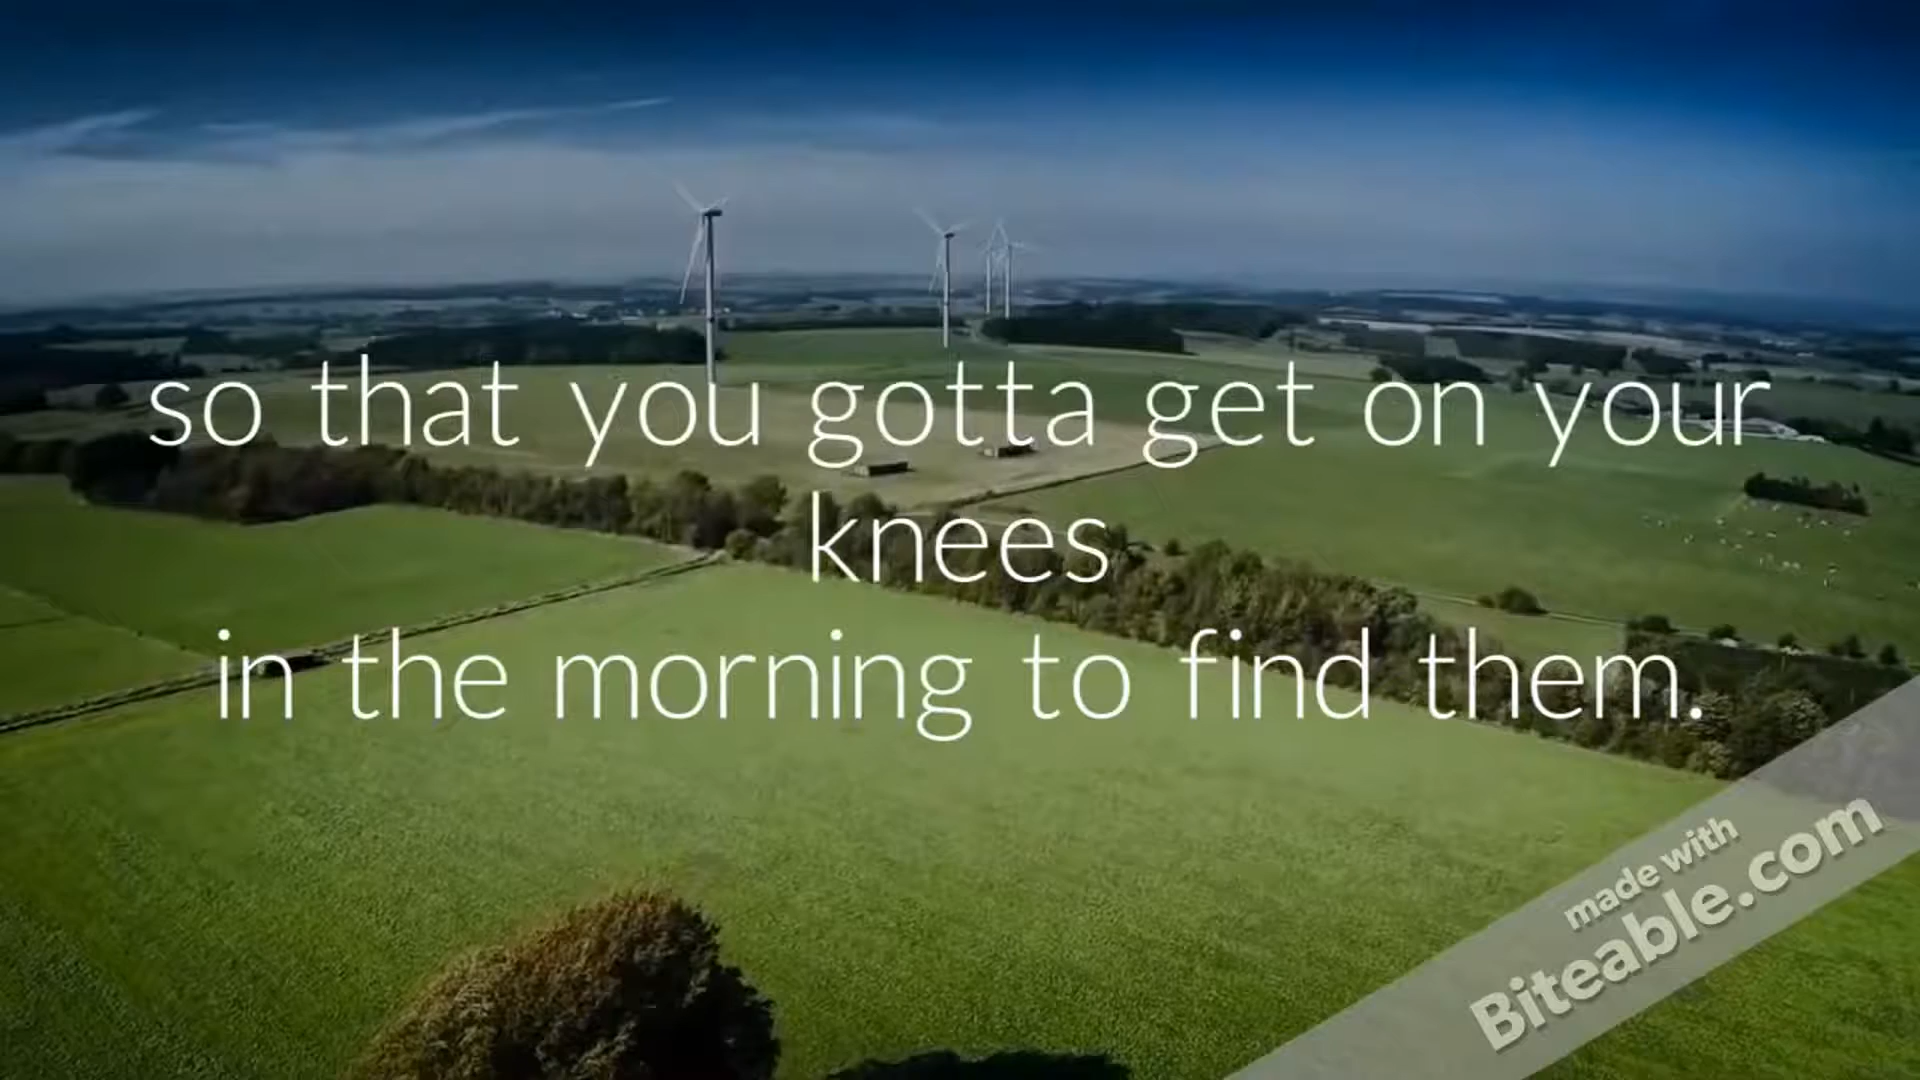 so that you gotta get on your
knees
in the morning to find them.
made with
Biteable.com